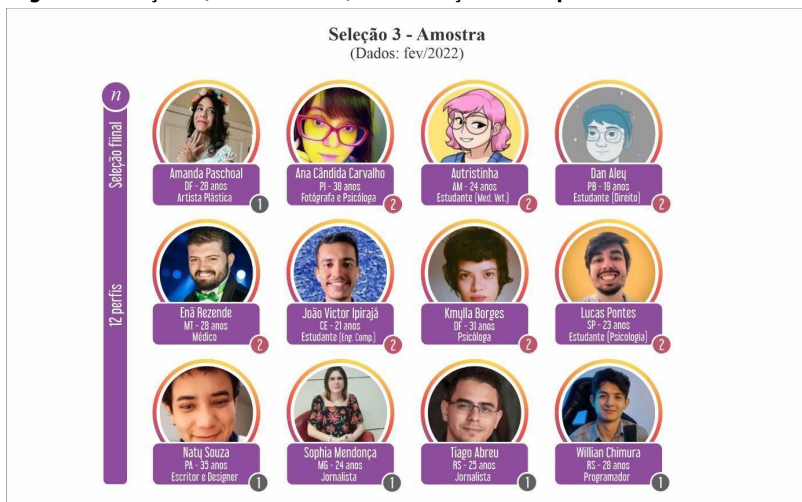 Seleção 3 - Amostra
(Dados: fev/2022)
n
Seleção fiinal
12 perfis
Amanda Paschoal
DF - 28 anos
Artista Plástica
1
Ana Cândida Carvalho
PI - 38 anos
Fotógrafa e Psicóloga
2
Autristinha
AM - 24 anos
Estudante (Med. Vet.)
2
Dan Aley
PB - 19 anos
Estudante (Direito)
2
Enã Rezende
MT - 28 anos
Médico
2
João Victor Ipirajá
CE - 21 anos
Estudante (Eng. Comp.)
2
Kmylla Borges
DF - 31 anos
Psicóloga
2
Lucas Pontes
SP - 23 anos
Estudante (Psicologia)
2
Naty Souza
PA - 35 anos
Escritor e Designer
1
Sophia Mendonça
MG - 24 anos
Jornalista
1
Tiago Abreu
RS - 25 anos
Jornalista
1
Willian Chimura
RS - 28 anos
Programador
1